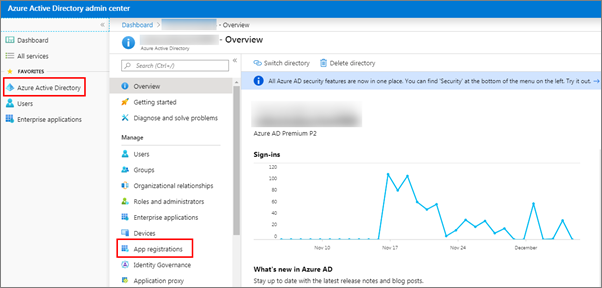 Azure Active Directory admin center
Dashboard
All services
FAVORITES
Azure Active Directory
Users
Enterprise applications
Dashboard >
- Overview
- Overview
Azure Active Directory
Search (Ctrl+/)
Overview
Getting started
Diagnose and solve problems
Manage
Users
Groups
Organizational relationships
Roles and administrators
Enterprise applications
Devices
App registrations
Identity Governance
Application proxy
Switch directory
Delete directory
All Azure AD security features are now in one place. You can find 'Security' at the bottom of the menu on the left. Try it out. →
Azure AD Premium P2
Sign-ins
120
100
80
60
40
20
0
Nov 10
Nov 17
Nov 24
December
What's new in Azure AD
Stay up to date with the latest release notes and blog posts.